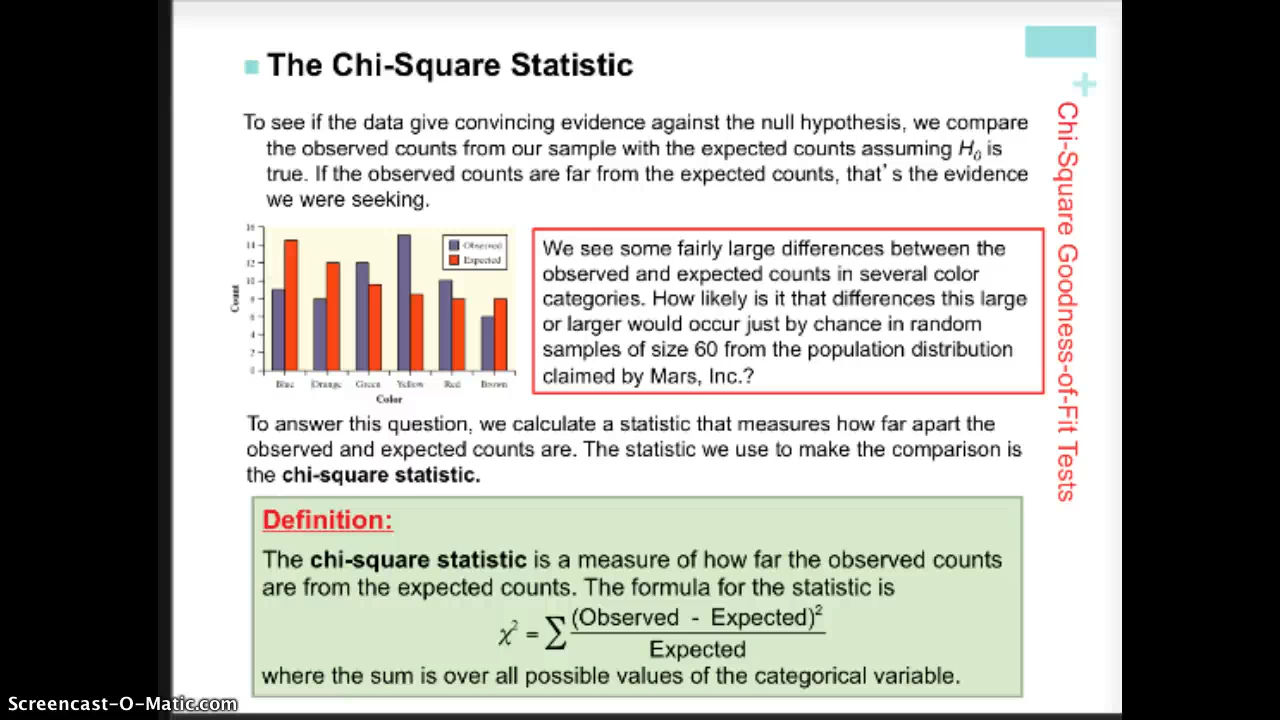 The Chi-Square Statistic
To see if the data give convincing evidence against the null hypothesis, we compare
the observed counts from our sample with the expected counts assuming H₀ is
true. If the observed counts are far from the expected counts, that's the evidence
we were seeking.
16
14
12
10
8
6
4
2
0
Count
Observed
Expected
Blue Orange Green Yellow Red Brown
Color
We see some fairly large differences between the
observed and expected counts in several color
categories. How likely is it that differences this large
or larger would occur just by chance in random
samples of size 60 from the population distribution
claimed by Mars, Inc.?
To answer this question, we calculate a statistic that measures how far apart the
observed and expected counts are. The statistic we use to make the comparison is
the chi-square statistic.
Definition:
The chi-square statistic is a measure of how far the observed counts
are from the expected counts. The formula for the statistic is
χ² = ∑ (Observed - Expected)²
Expected
where the sum is over all possible values of the categorical variable.
+
Chi-Square Goodness-of-Fit Tests
Screencast-O-Matic.com